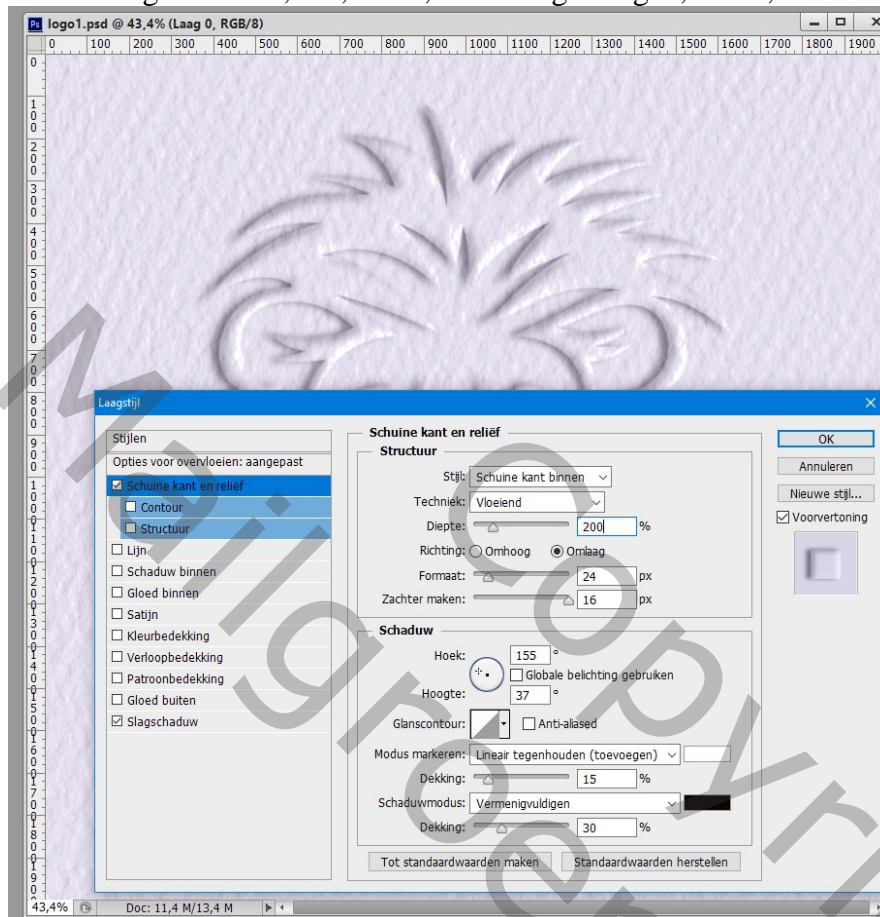 logo1.psd @ 43,4% (Laag 0, RGB/8)
0 100 200 300 400 500 600 700 800 900 1000 1100 1200 1300 1400 1500 1600 1700 1800 1900
Laagstijl
Stijlen
Opties voor overvloeien: aangepast
Schuine kant en reliëf
Contour
Structuur
Lijn
Schaduw binnen
Gloed binnen
Satijn
Kleurbedekking
Verloopbedekking
Patroonbedekking
Gloed buiten
Slagschaduw
Schuine kant en reliëf
Structuur
Stijl: Schuine kant binnen
Techniek: Vloeiend
Diepte: 200 %
Richting: Omhoog Omlaag
Formaat: 24 px
Zachter maken: 16 px
Schaduw
Hoek: 155 °
Globale belichting gebruiken
Hoogte: 37 °
Glanscontour: Anti-aliased
Modus markeren: Lineair tegenhouden (toevoegen)
Dekking: 15 %
Schaduwmodus: Vermenigvuldigen
Dekking: 30 %
Tot standaardwaarden maken Standaardwaarden herstellen
OK
Annuleren
Nieuwe stijl...
Voorvertoning
43,4% Doc: 11,4 M/13,4 M